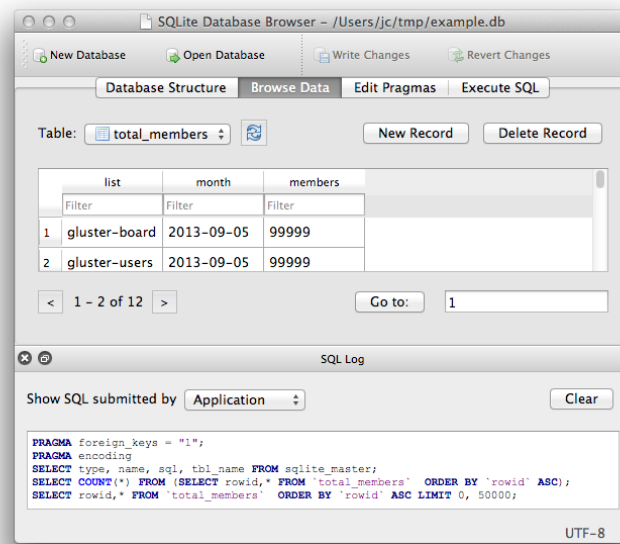 SQLite Database Browser – /Users/jc/tmp/example.db
New Database Open Database Write Changes Revert Changes
Database Structure Browse Data Edit Pragmas Execute SQL
Table: total_members New Record Delete Record
list month members
Filter Filter Filter
1 gluster-board 2013-09-05 99999
2 gluster-users 2013-09-05 99999
< 1 - 2 of 12 > Go to: 1
SQL Log
Show SQL submitted by Application Clear
PRAGMA foreign_keys = "1";
PRAGMA encoding
SELECT type, name, sql, tbl_name FROM sqlite_master;
SELECT COUNT(*) FROM (SELECT rowid,* FROM `total_members`  ORDER BY `rowid` ASC);
SELECT rowid,* FROM `total_members`  ORDER BY `rowid` ASC LIMIT 0, 50000;
UTF-8